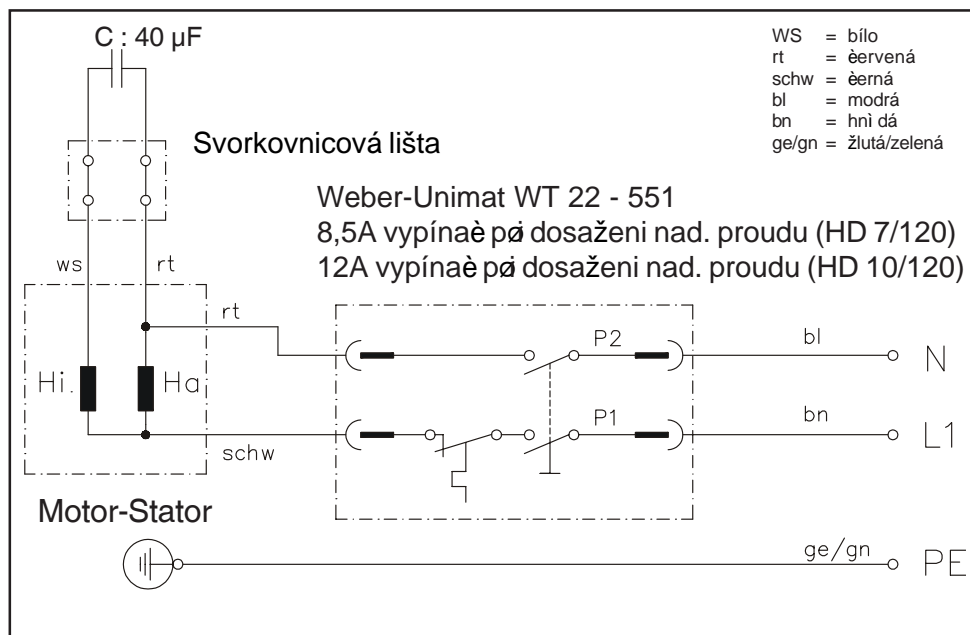 C : 40 µF
WS = bílo
rt = èervená
schw = èerná
bl = modrá
bn = hnì dá
ge/gn = žlutá/zelená
Svorkovnicová lišta
Weber-Unimat WT 22 - 551
8,5A vypínaè pø dosaženi nad. proudu (HD 7/120)
12A vypínaè pø dosaženi nad. proudu (HD 10/120)
ws rt
rt
P2
bl
N
Hi. Ha
P1
bn
L1
schw
Motor-Stator
ge/gn
PE